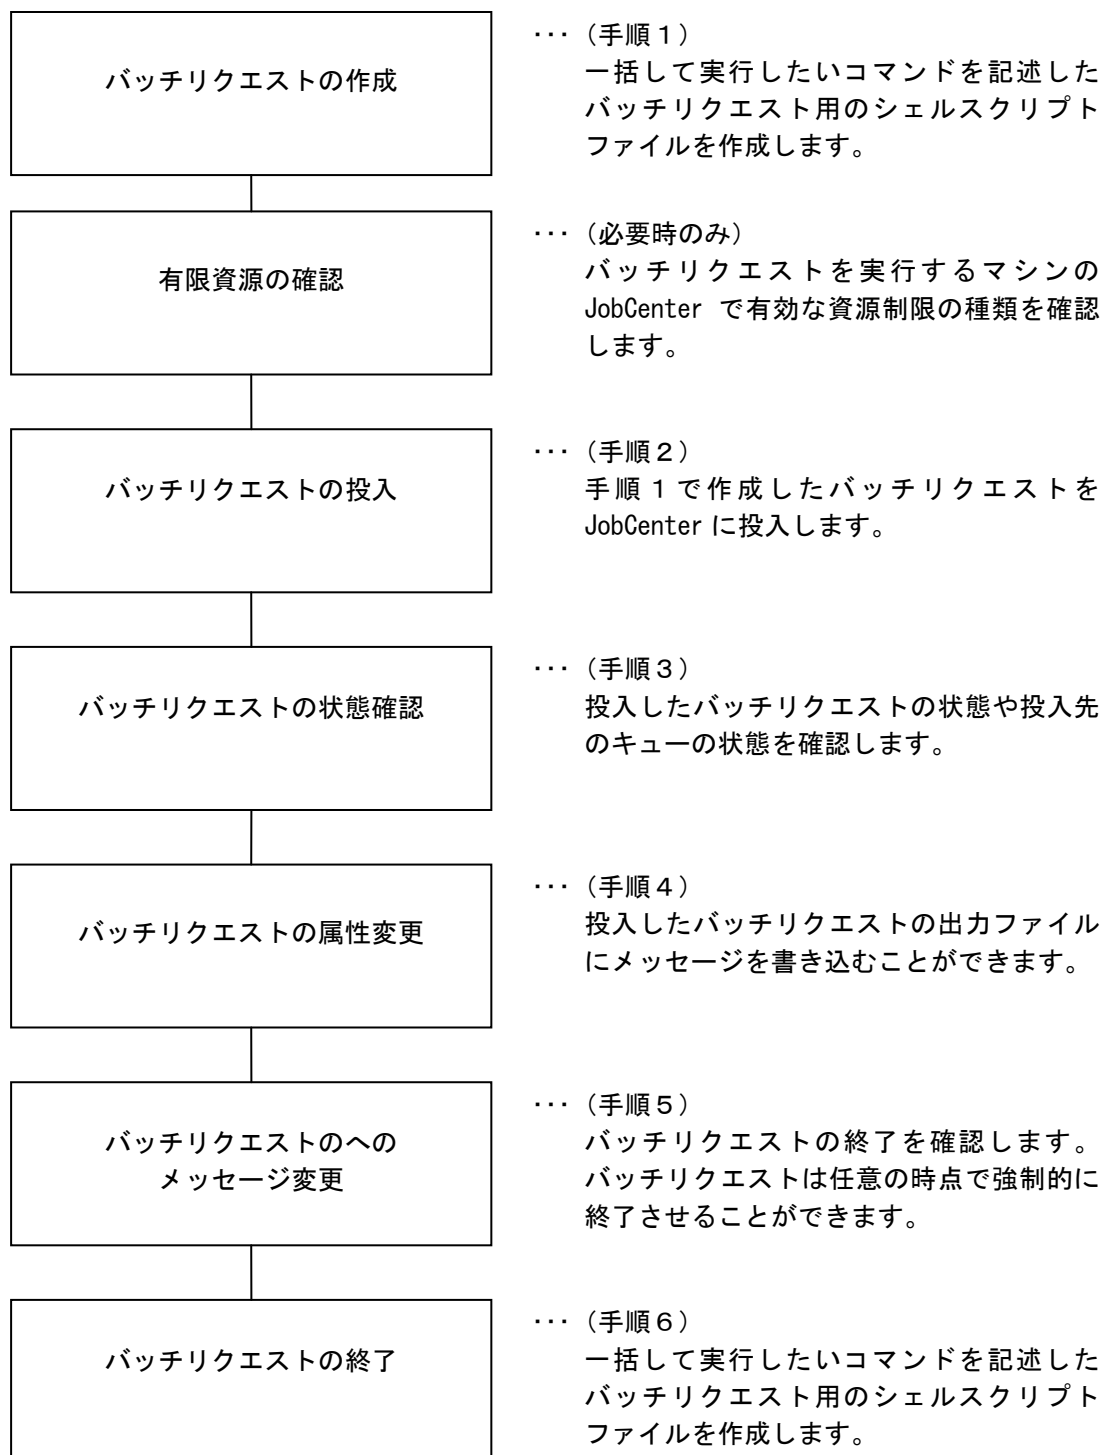 バッチリクエストの作成
・・・（手順１）
一括して実行したいコマンドを記述した
バッチリクエスト用のシェルスクリプト
ファイルを作成します。
有限資源の確認
・・・（必要時のみ）
バッチリクエストを実行するマシンの
JobCenter で有効な資源制限の種類を確認
します。
バッチリクエストの投入
・・・（手順２）
手順１で作成したバッチリクエストを
JobCenter に投入します。
バッチリクエストの状態確認
・・・（手順３）
投入したバッチリクエストの状態や投入先
のキューの状態を確認します。
バッチリクエストの属性変更
・・・（手順４）
投入したバッチリクエストの出力ファイル
にメッセージを書き込むことができます。
バッチリクエストのへの
メッセージ変更
・・・（手順５）
バッチリクエストの終了を確認します。
バッチリクエストは任意の時点で強制的に
終了させることができます。
バッチリクエストの終了
・・・（手順６）
一括して実行したいコマンドを記述した
バッチリクエスト用のシェルスクリプト
ファイルを作成します。